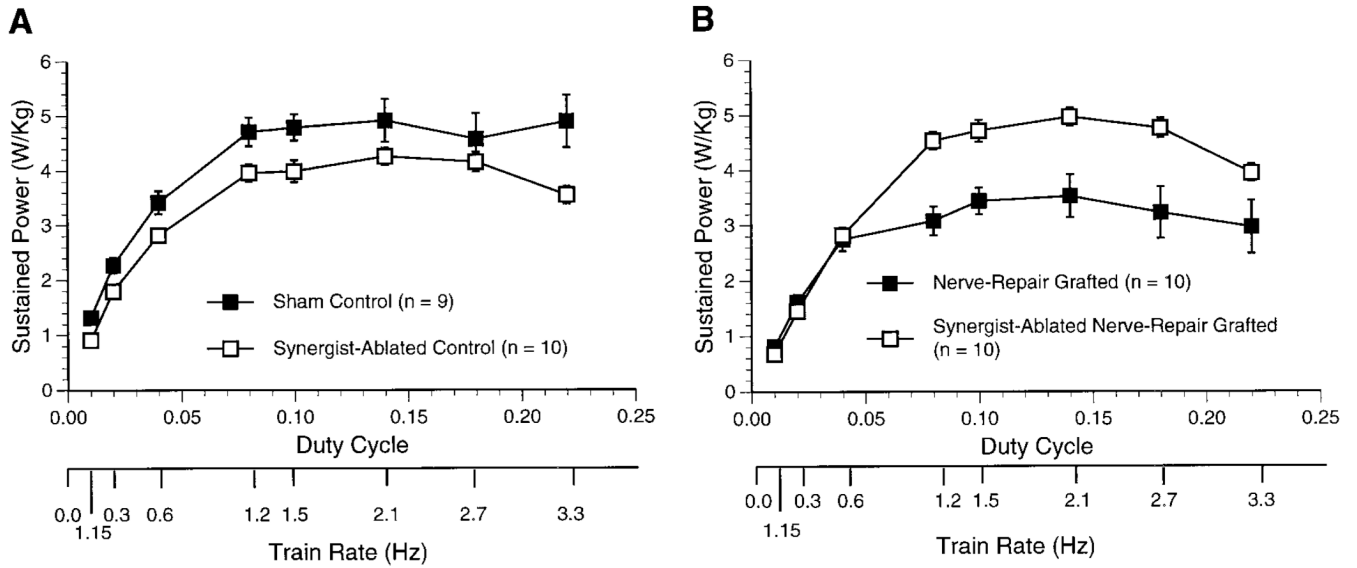 A
Sustained Power (W/Kg)
6
5
4
3
2
1
0
Sham Control (n = 9)
Synergist-Ablated Control (n = 10)
0.00 0.05 0.10 0.15 0.20 0.25
Duty Cycle
0.0 0.3 0.6 1.2 1.5 2.1 2.7 3.3
1.15
Train Rate (Hz)
B
Sustained Power (W/Kg)
6
5
4
3
2
1
0
Nerve-Repair Grafted (n = 10)
Synergist-Ablated Nerve-Repair Grafted
(n = 10)
0.00 0.05 0.10 0.15 0.20 0.25
Duty Cycle
0.0 0.3 0.6 1.2 1.5 2.1 2.7 3.3
1.15
Train Rate (Hz)